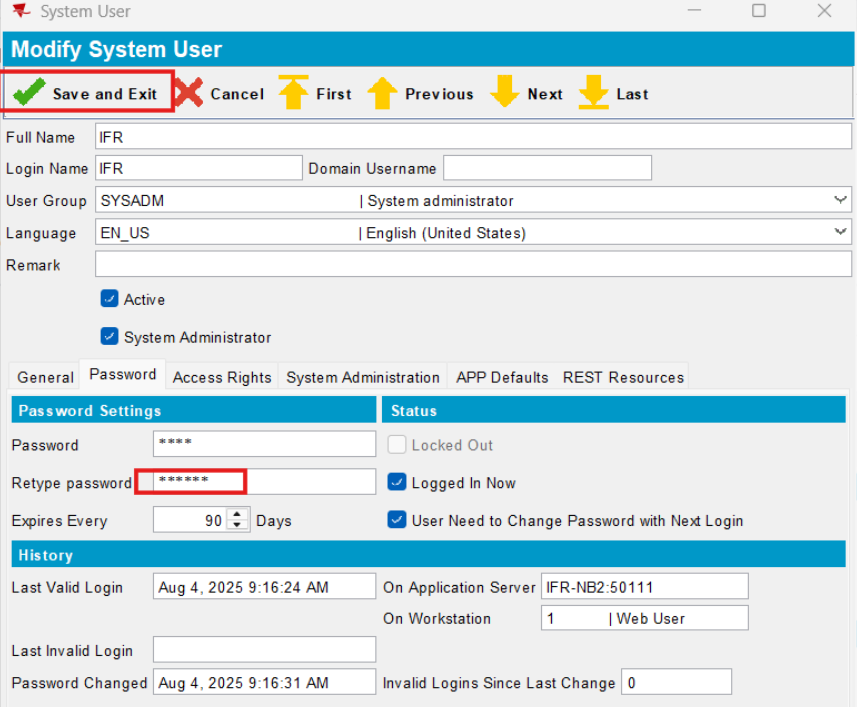 System User
Modify System User
Save and Exit Cancel First Previous Next Last
Full Name IFR
Login Name IFR Domain Username
User Group SYSADM | System administrator
Language EN_US | English (United States)
Remark
Active
System Administrator
General Password Access Rights System Administration APP Defaults REST Resources
Password Settings Status
Password **** Locked Out
Retype password ****** Logged In Now
Expires Every 90 Days User Need to Change Password with Next Login
History
Last Valid Login Aug 4, 2025 9:16:24 AM On Application Server IFR-NB2:50111
On Workstation 1 | Web User
Last Invalid Login
Password Changed Aug 4, 2025 9:16:31 AM Invalid Logins Since Last Change 0